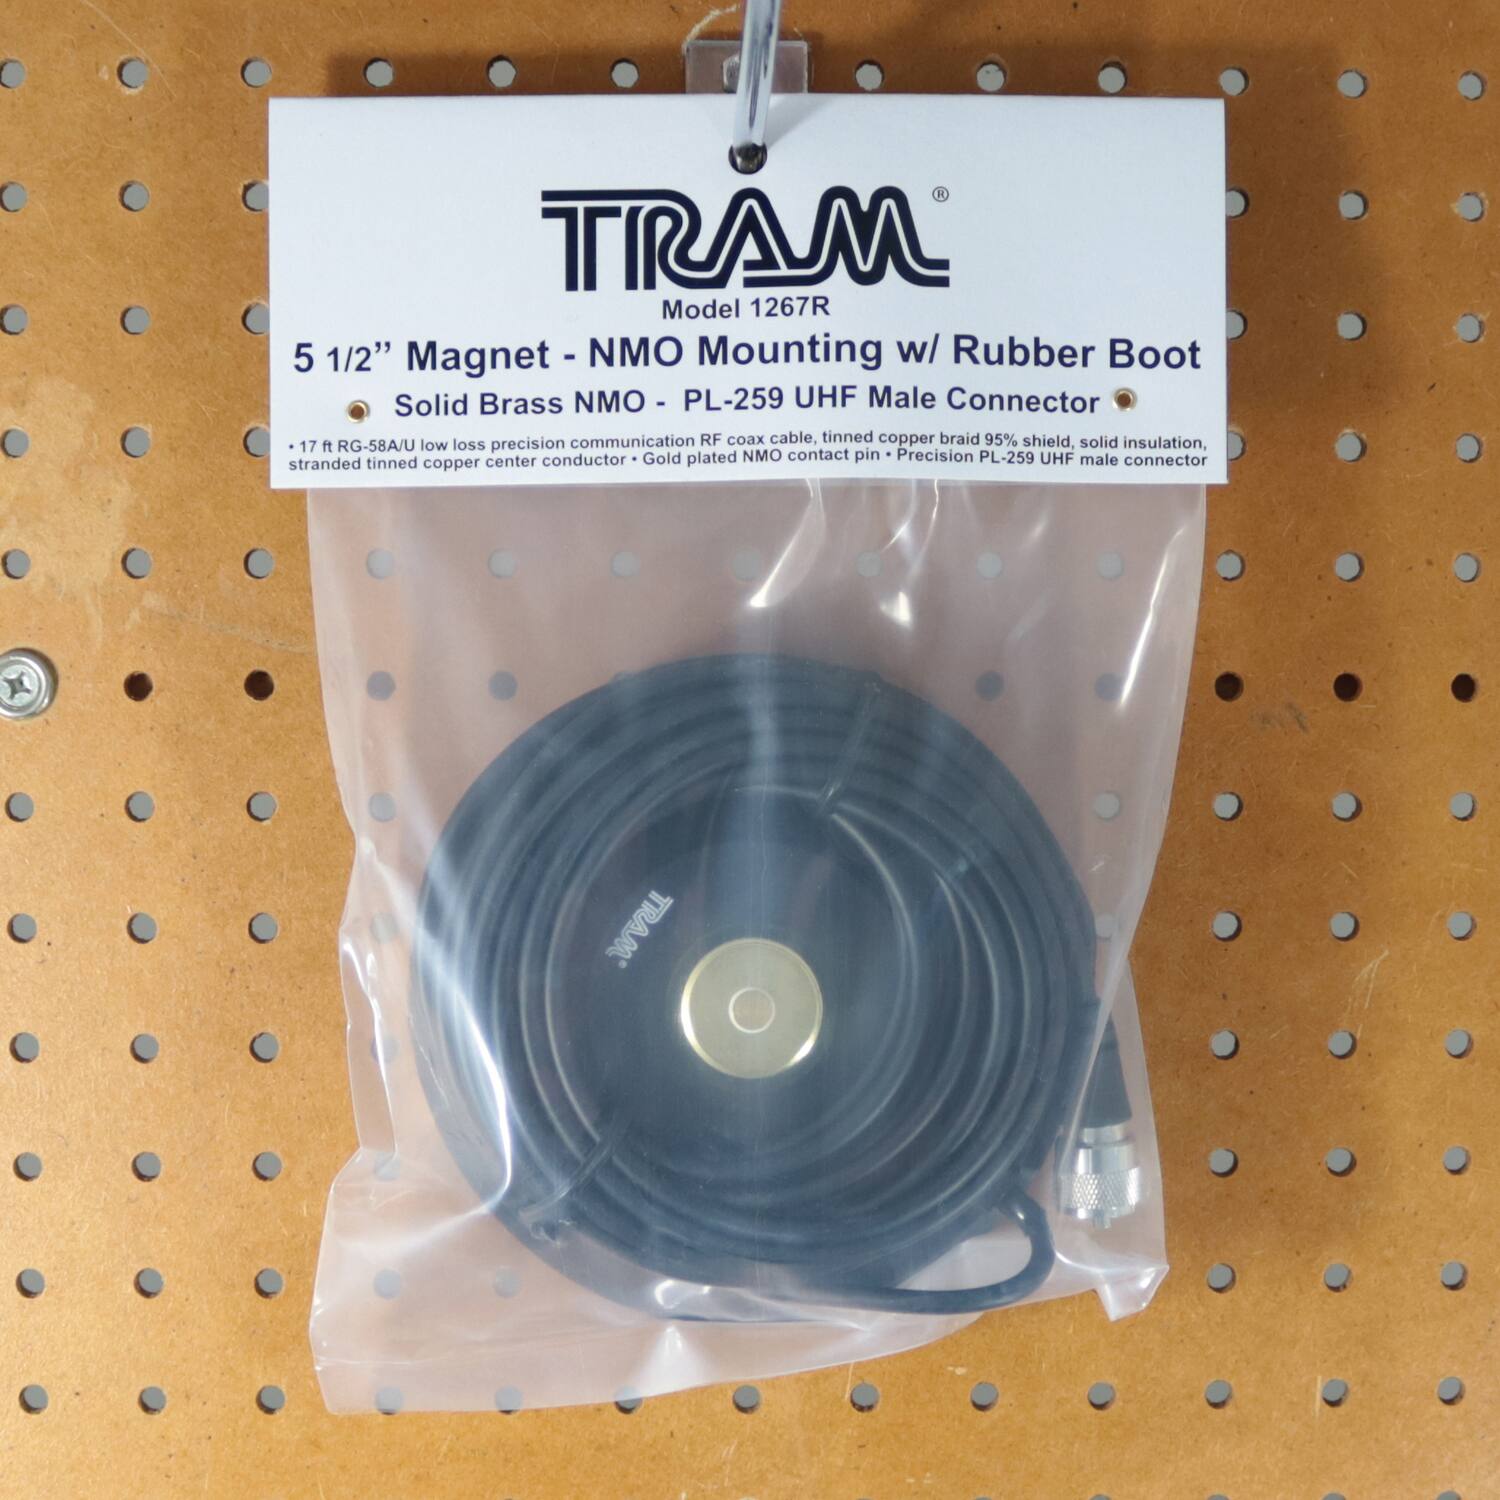 TRAM®
Model 1267R
5 1/2” Magnet - NMO Mounting w/ Rubber Boot
Solid Brass NMO - PL-259 UHF Male Connector
• 17 ft RG-58A/U low loss precision communication RF coax cable, tinned copper braid 95% shield, solid insulation,
stranded tinned copper center conductor • Gold plated NMO contact pin • Precision PL-259 UHF male connector
TRAM®